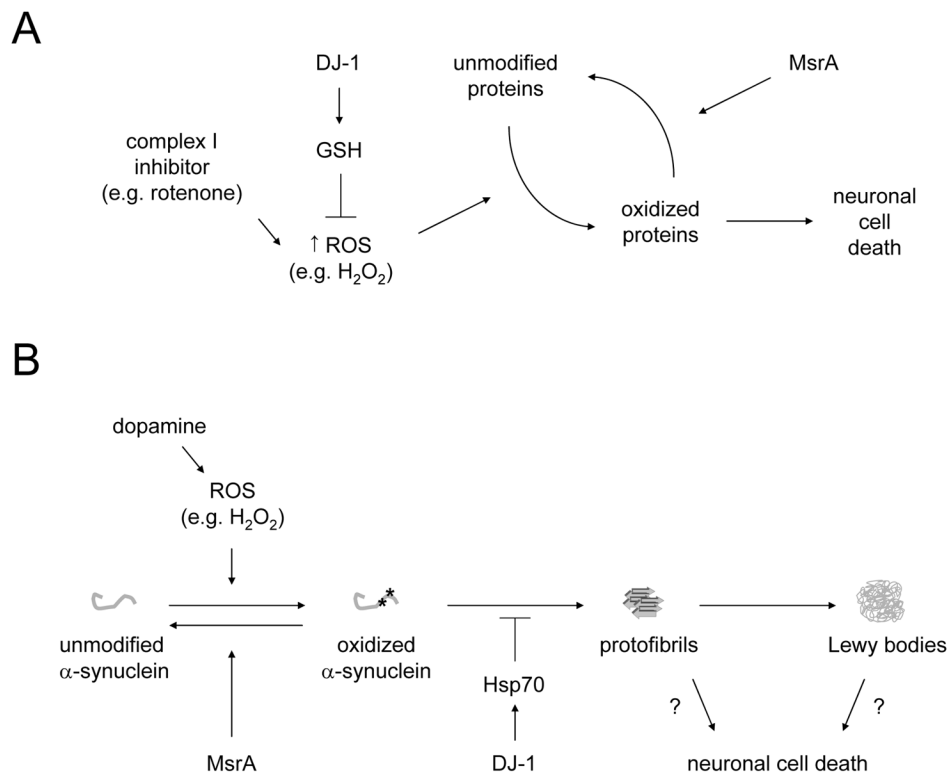 A
DJ-1
unmodified
proteins
MsrA
complex I
inhibitor
(e.g. rotenone)
GSH
↑ ROS
(e.g. H₂O₂)
oxidized
proteins
neuronal
cell
death
B
dopamine
ROS
(e.g. H₂O₂)
* *
unmodified
α-synuclein
oxidized
α-synuclein
protofibrils
Lewy bodies
Hsp70
? ?
MsrA
DJ-1
neuronal cell death